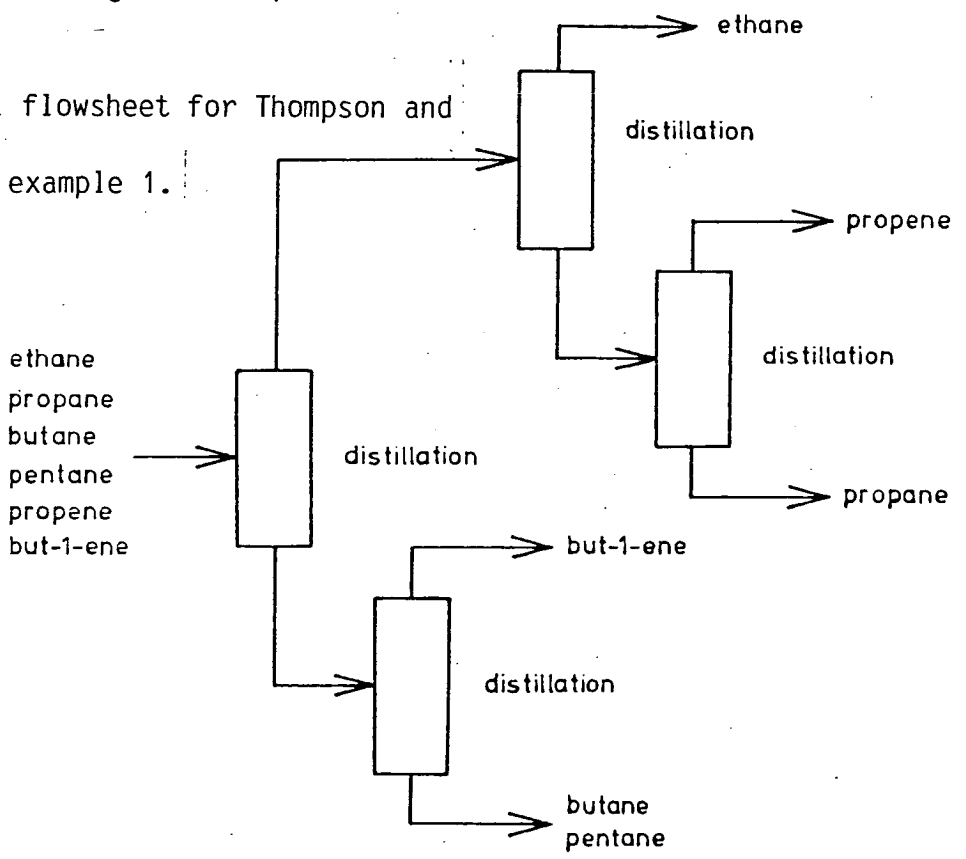 ethane
flowsheet for Thompson and
distillation
example 1.
propene
distillation
ethane
propane
butane
pentane
propene
but-1-ene
distillation
propane
but-1-ene
distillation
butane
pentane